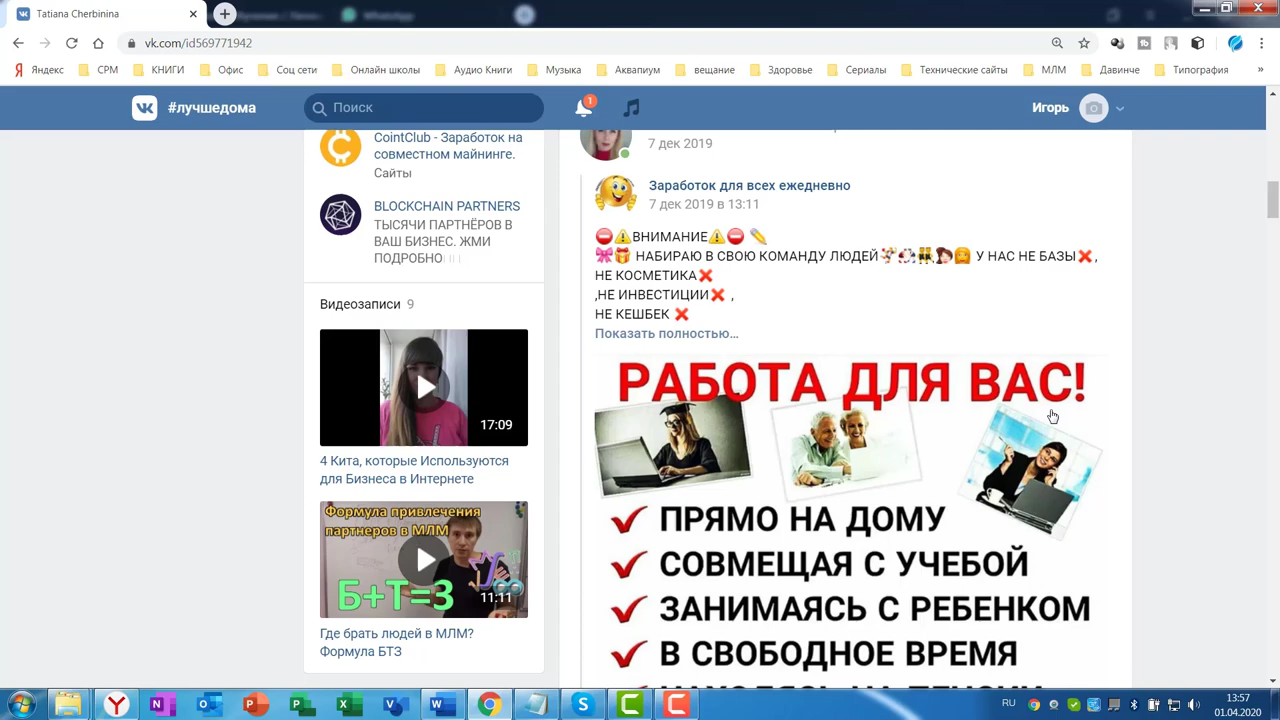 Tatiana Cherbinina
WhatsApp
vk.com/id569771942
Яндекс
СРМ
КНИГИ
Офис
Соц сети
Онлайн школы
Аудио Книги
Музыка
Аквапиум
вещание
Здоровье
Сериалы
Технические сайты
МЛМ
Давинче
Типография
»
#лучшедома
Поиск
1
Игорь
CointClub - Заработок на
совместном майнинге.
Сайты
BLOCKCHAIN PARTNERS
ТЫСЯЧИ ПАРТНЁРОВ В
ВАШ БИЗНЕС. ЖМИ
ПОДРОБНО
Видеозаписи 9
17:09
4 Кита, которые Используются
для Бизнеса в Интернете
Формула привлечения
партнеров в МЛМ
Б+Т=З
11:11
Где брать людей в МЛМ?
Формула БТЗ
7 дек 2019
Заработок для всех ежедневно
7 дек 2019 в 13:11
⛔⚠ВНИМАНИЕ⚠⛔ ✏
🎀🎁 НАБИРАЮ В СВОЮ КОМАНДУ ЛЮДЕЙ У НАС НЕ БАЗЫ❌,
НЕ КОСМЕТИКА❌
,НЕ ИНВЕСТИЦИИ❌ ,
НЕ КЕШБЕК ❌
Показать полностью…
РАБОТА ДЛЯ ВАС!
✓ ПРЯМО НА ДОМУ
✓ СОВМЕЩАЯ С УЧЕБОЙ
✓ ЗАНИМАЯСЬ С РЕБЕНКОМ
✓ В СВОБОДНОЕ ВРЕМЯ
RU
13:57
01.04.2020